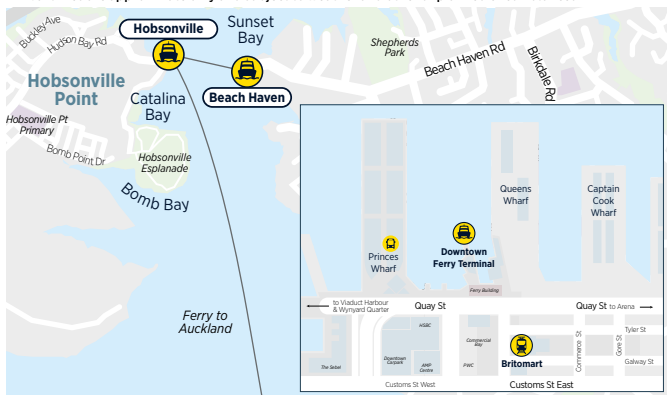 Buckley Ave
Hudson Bay Rd
Hobsonville
Sunset
Bay
Shepherds
Park
Beach Haven Rd
Birkdale Rd
Hobsonville
Point
Beach Haven
Catalina
Bay
Hobsonville Pt
Primary
Bomb Point Dr
Hobsonville
Esplanade
Bomb Bay
Ferry to
Auckland
Queens
Wharf
Captain
Cook
Wharf
Princes
Wharf
Downtown
Ferry Terminal
Ferry Building
to Viaduct Harbour
& Wynyard Quarter
Quay St
Quay St to Arena
HSBC
Commercial
Bay
Commerce St
Gore St
Tyler St
Galway St
The Sebel
Downtown
Carpark
AMP
Centre
PWC
Britomart
Customs St West
Customs St East